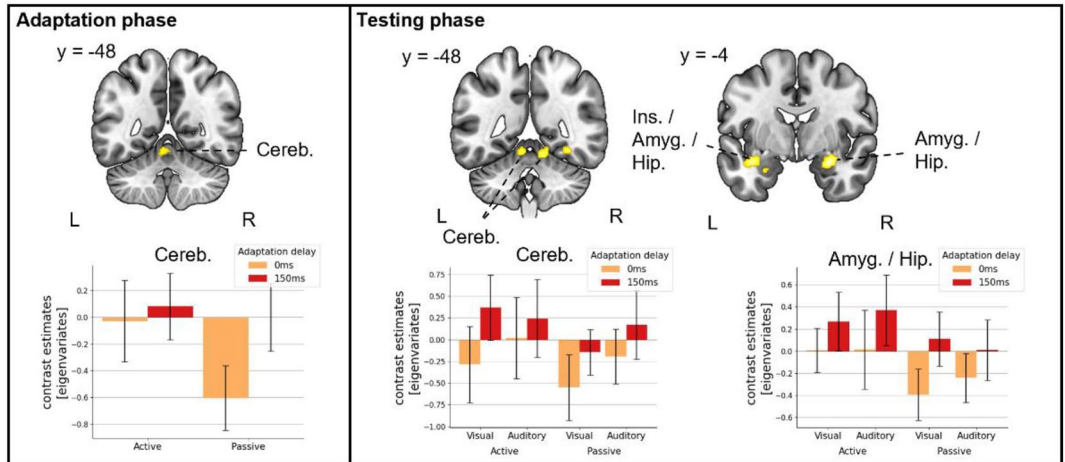 Adaptation phase
y = -48
Cereb.
L
R
Cereb.
Adaptation delay
0ms
150ms
contrast estimates
[eigenvariates]
0.2
0.0
−0.2
−0.4
−0.6
−0.8
Active
Passive
Testing phase
y = -48
y = -4
Ins. /
Amyg. /
Hip.
Amyg. /
Hip.
L
R
Cereb.
L
R
Cereb.
Adaptation delay
0ms
150ms
contrast estimates
[eigenvariates]
0.75
0.50
0.25
0.00
−0.25
−0.50
−0.75
−1.00
Visual Auditory Visual Auditory
Active Passive
Amyg. / Hip.
Adaptation delay
0ms
150ms
contrast estimates
[eigenvariates]
0.6
0.4
0.2
0.0
−0.2
−0.4
−0.6
Visual Auditory Visual Auditory
Active Passive